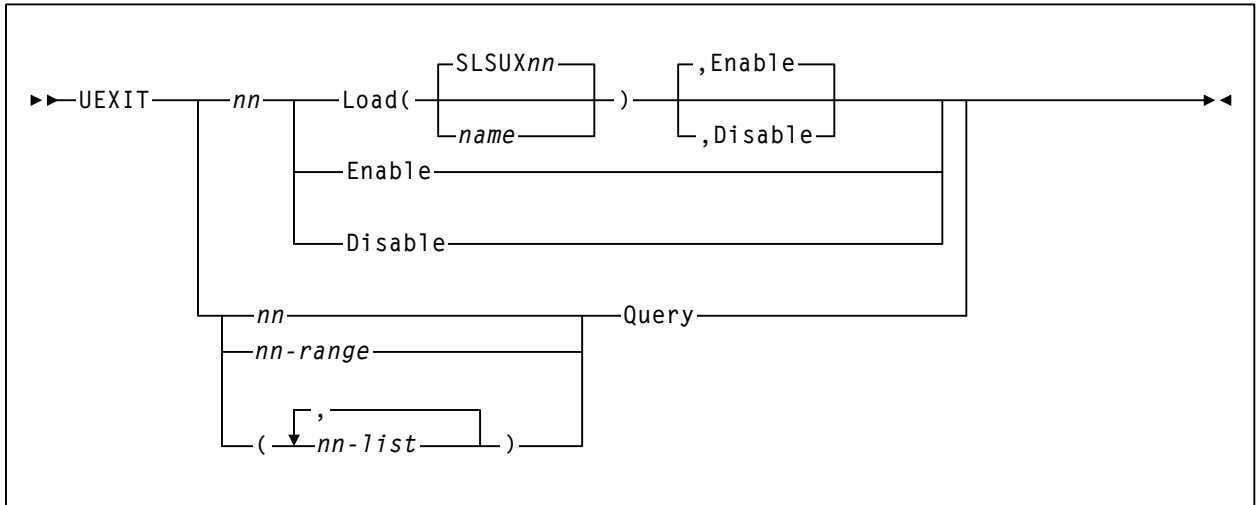 SLSUXnn ,Enable
UEXIT nn Load( )
name ,Disable
Enable
Disable
nn Query
nn-range
,
( nn-list )